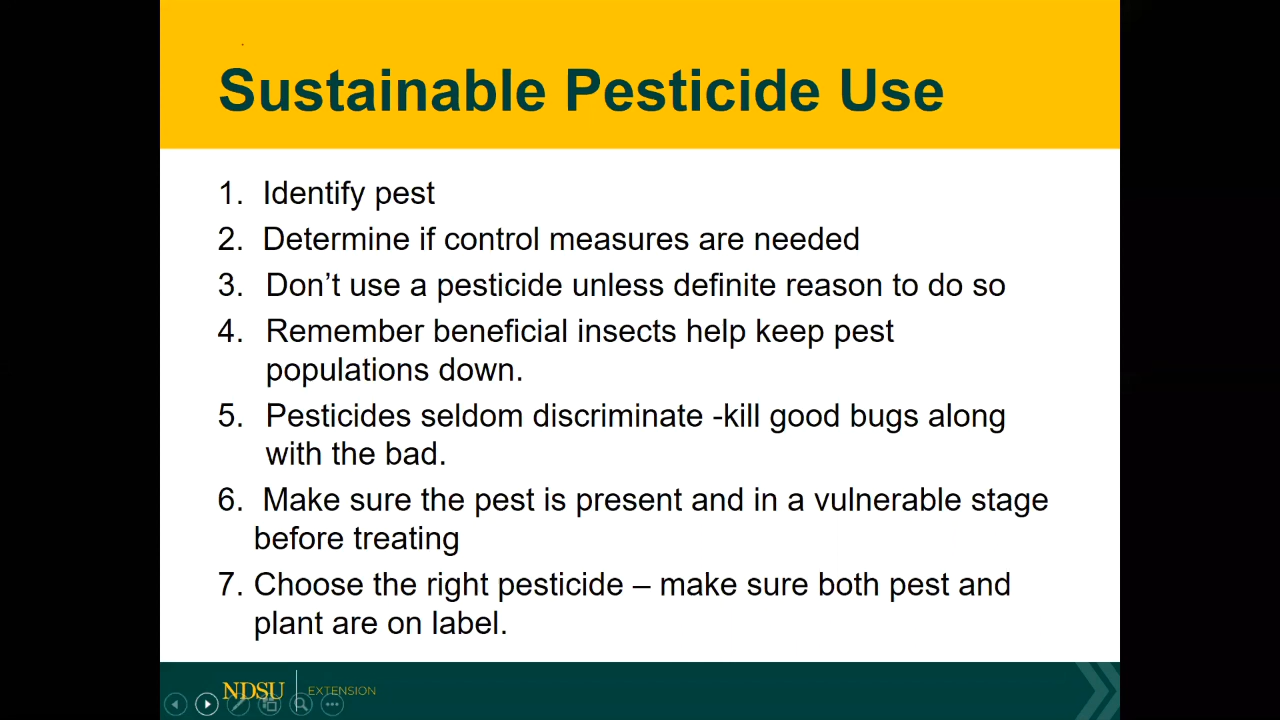 Sustainable Pesticide Use
1. Identify pest
2. Determine if control measures are needed
3. Don’t use a pesticide unless definite reason to do so
4. Remember beneficial insects help keep pest
populations down.
5. Pesticides seldom discriminate -kill good bugs along
with the bad.
6. Make sure the pest is present and in a vulnerable stage
before treating
7. Choose the right pesticide – make sure both pest and
plant are on label.
NDSU EXTENSION